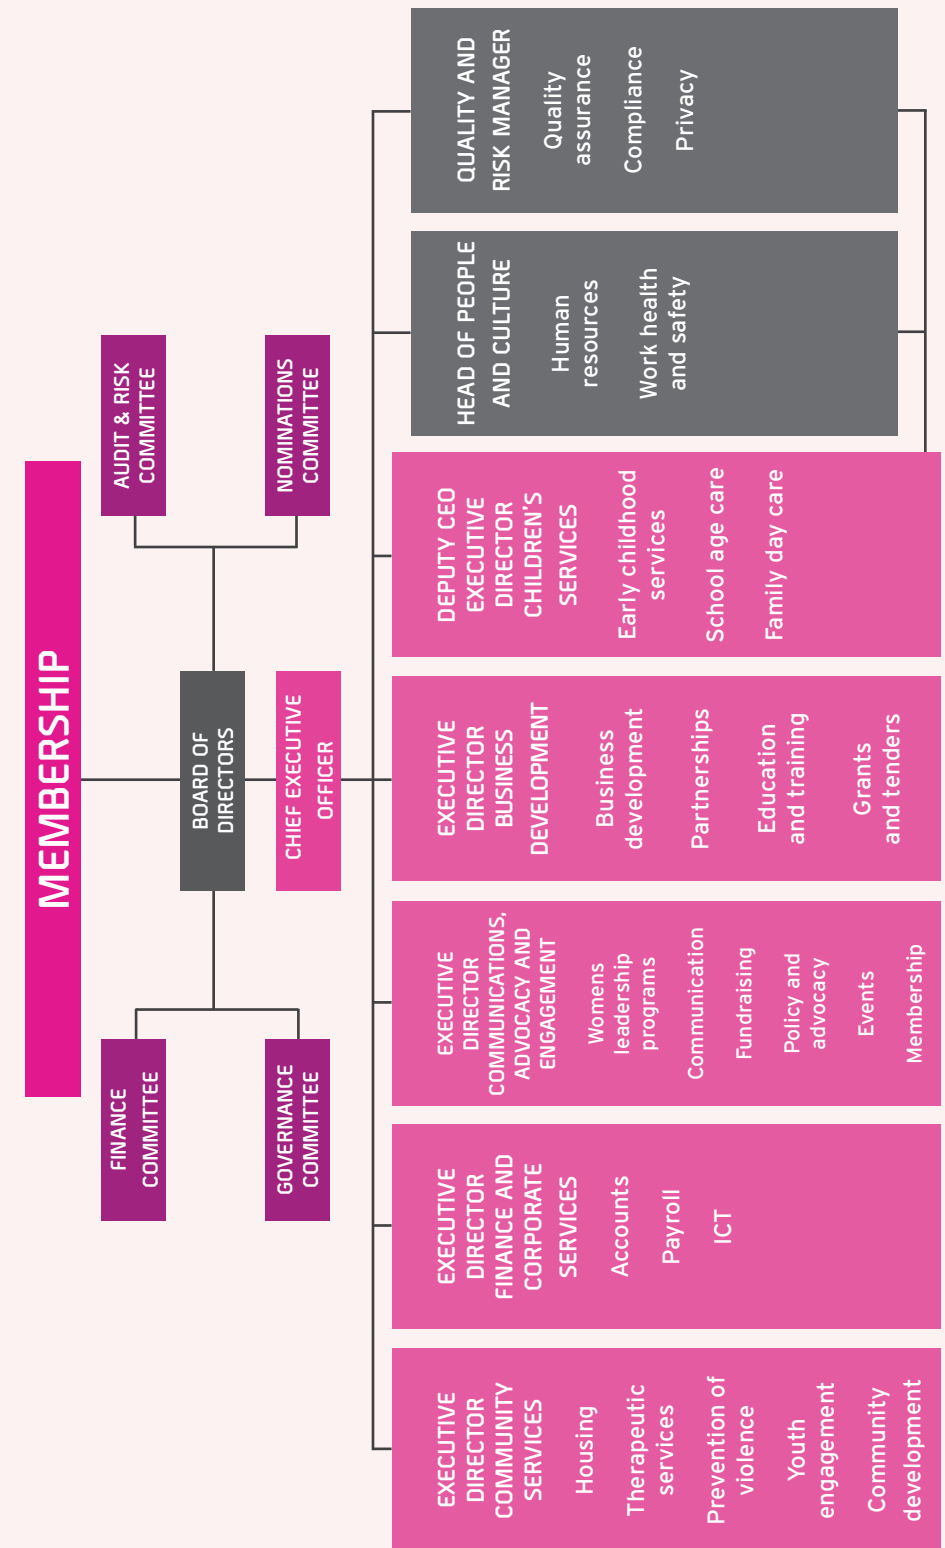 MEMBERSHIP
FINANCE
COMMITTEE
AUDIT & RISK
COMMITTEE
BOARD OF
DIRECTORS
GOVERNANCE
COMMITTEE
NOMINATIONS
COMMITTEE
CHIEF EXECUTIVE
OFFICER
EXECUTIVE
DIRECTOR
COMMUNITY
SERVICES
Housing
Therapeutic
services
Prevention of
violence
Youth
engagement
Community
development
EXECUTIVE
DIRECTOR
FINANCE AND
CORPORATE
SERVICES
Accounts
Payroll
ICT
EXECUTIVE
DIRECTOR
COMMUNICATIONS,
ADVOCACY AND
ENGAGEMENT
Womens
leadership
programs
Communication
Fundraising
Policy and
advocacy
Events
Membership
EXECUTIVE
DIRECTOR
BUSINESS
DEVELOPMENT
Business
development
Partnerships
Education
and training
Grants
and tenders
DEPUTY CEO
EXECUTIVE
DIRECTOR
CHILDREN'S
SERVICES
Early childhood
services
School age care
Family day care
HEAD OF PEOPLE
AND CULTURE
Human
resources
Work health
and safety
QUALITY AND
RISK MANAGER
Quality
assurance
Compliance
Privacy